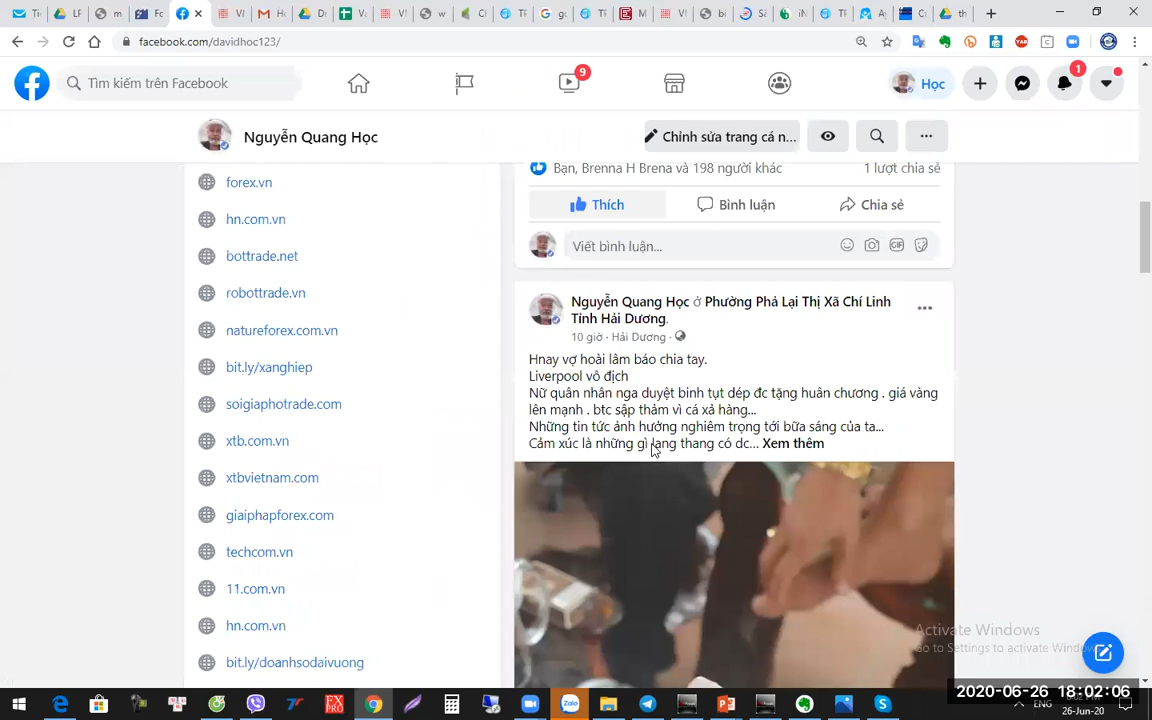 facebook.com/davidhoc123/
Tìm kiếm trên Facebook
9
Học
1
Nguyễn Quang Học
Chỉnh sửa trang cá n...
forex.vn
hn.com.vn
bottrade.net
robottrade.vn
natureforex.com.vn
bit.ly/xanghiep
soigiaphotrade.com
xtb.com.vn
xtbvietnam.com
giaiphapforex.com
techcom.vn
11.com.vn
hn.com.vn
bit.ly/doanhsodaivuong
Bạn, Brenna H Brena và 198 người khác
1 lượt chia sẻ
Thích
Bình luận
Chia sẻ
Viết bình luận...
GIF
Nguyễn Quang Học ở Phường Phả Lại Thị Xã Chí Linh
Tỉnh Hải Dương.
10 giờ · Hải Dương ·
Hnay vợ hoài lâm báo chia tay.
Liverpool vô địch
Nữ quân nhân nga duyệt binh tụt dép đc tặng huân chương . giá vàng
lên mạnh . btc sập thảm vì cá xả hàng...
Những tin tức ảnh hưởng nghiêm trọng tới bữa sáng của ta...
Cảm xúc là những gì lang thang có dc... Xem thêm
Activate Windows
Go to Settings to activate Windows
2020-06-26 18:02:06
ENG
26-Jun-20